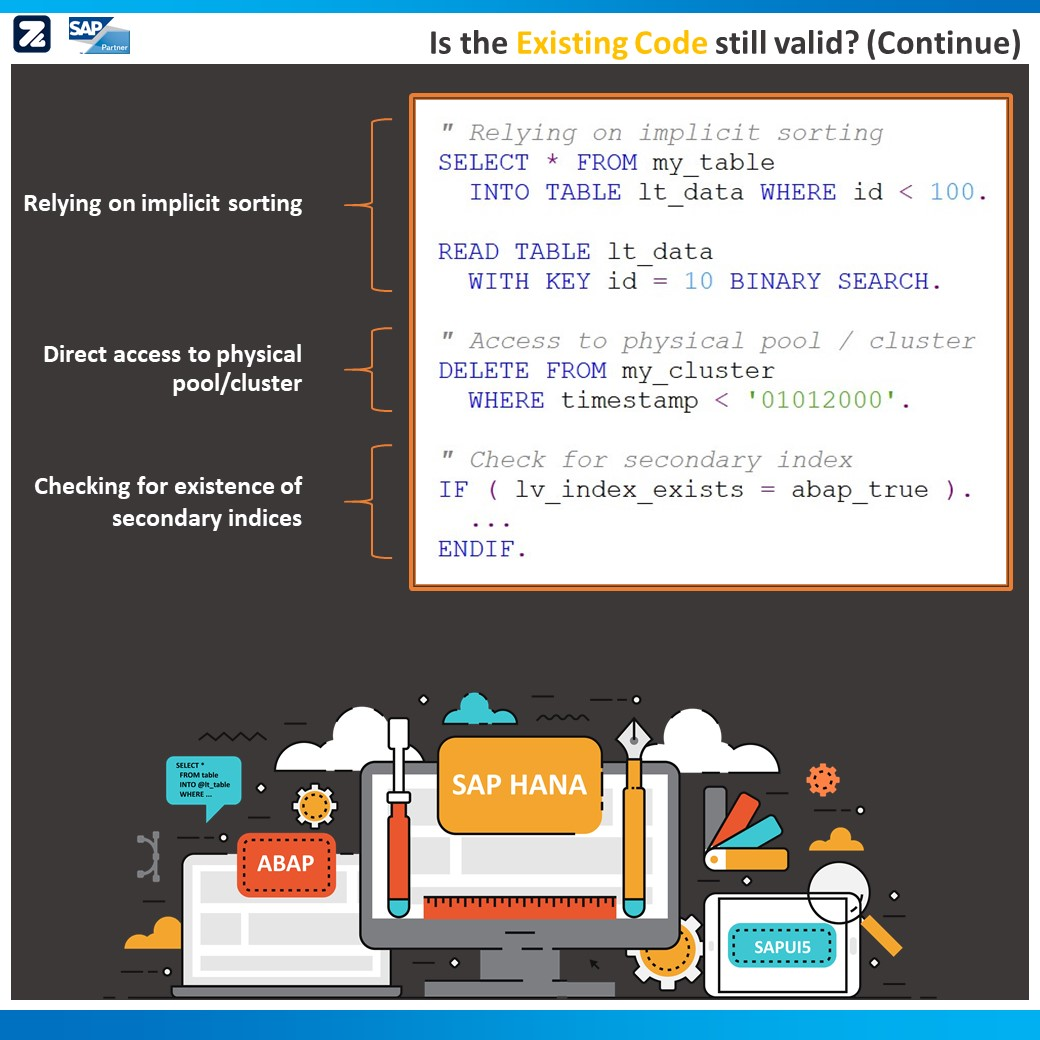 SAP
Partner
Is the Existing Code still valid? (Continue)
Relying on implicit sorting
" Relying on implicit sorting
SELECT * FROM my_table
INTO TABLE lt_data WHERE id < 100.
READ TABLE lt_data
WITH KEY id = 10 BINARY SEARCH.
Direct access to physical
pool/cluster
" Access to physical pool / cluster
DELETE FROM my_cluster
WHERE timestamp < '01012000'.
Checking for existence of
secondary indices
" Check for secondary index
IF ( lv_index_exists = abap_true ).
...
ENDIF.
SELECT *
FROM table
INTO @lt_table
WHERE ...
SAP HANA
ABAP
SAPUI5